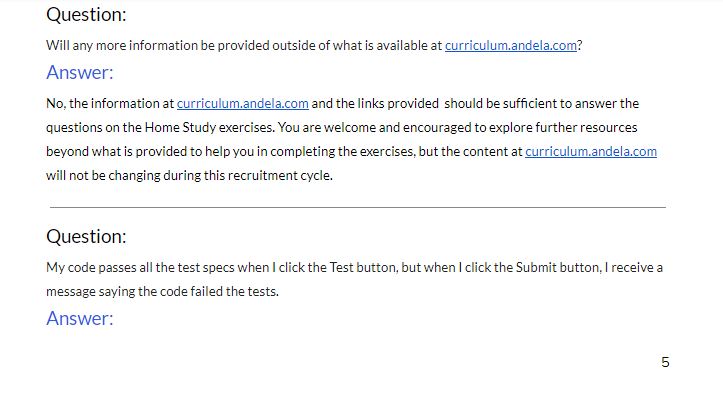 Question:
Will any more information be provided outside of what is available at curriculum.andela.com?
Answer:
No, the information at curriculum.andela.com and the links provided should be sufficient to answer the
questions on the Home Study exercises. You are welcome and encouraged to explore further resources
beyond what is provided to help you in completing the exercises, but the content at curriculum.andela.com
will not be changing during this recruitment cycle.
Question:
My code passes all the test specs when I click the Test button, but when I click the Submit button, I receive a
message saying the code failed the tests.
Answer:
5